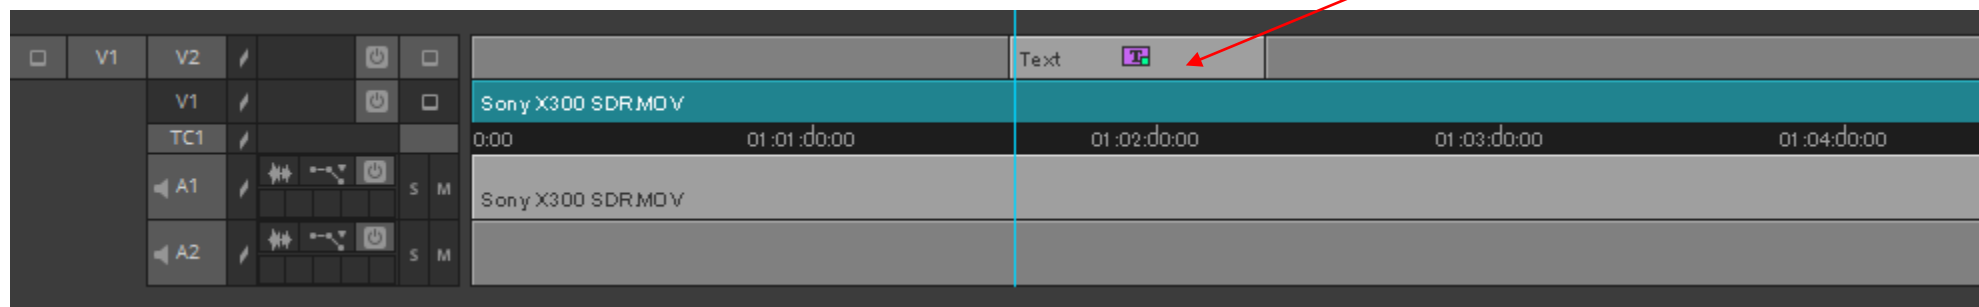 V1 V2 Text T
V1 Sony X300 SDR.MOV
TC1 0:00 01:01:00:00 01:02:00:00 01:03:00:00 01:04:00:00
A1 S M Sony X300 SDR.MOV
A2 S M